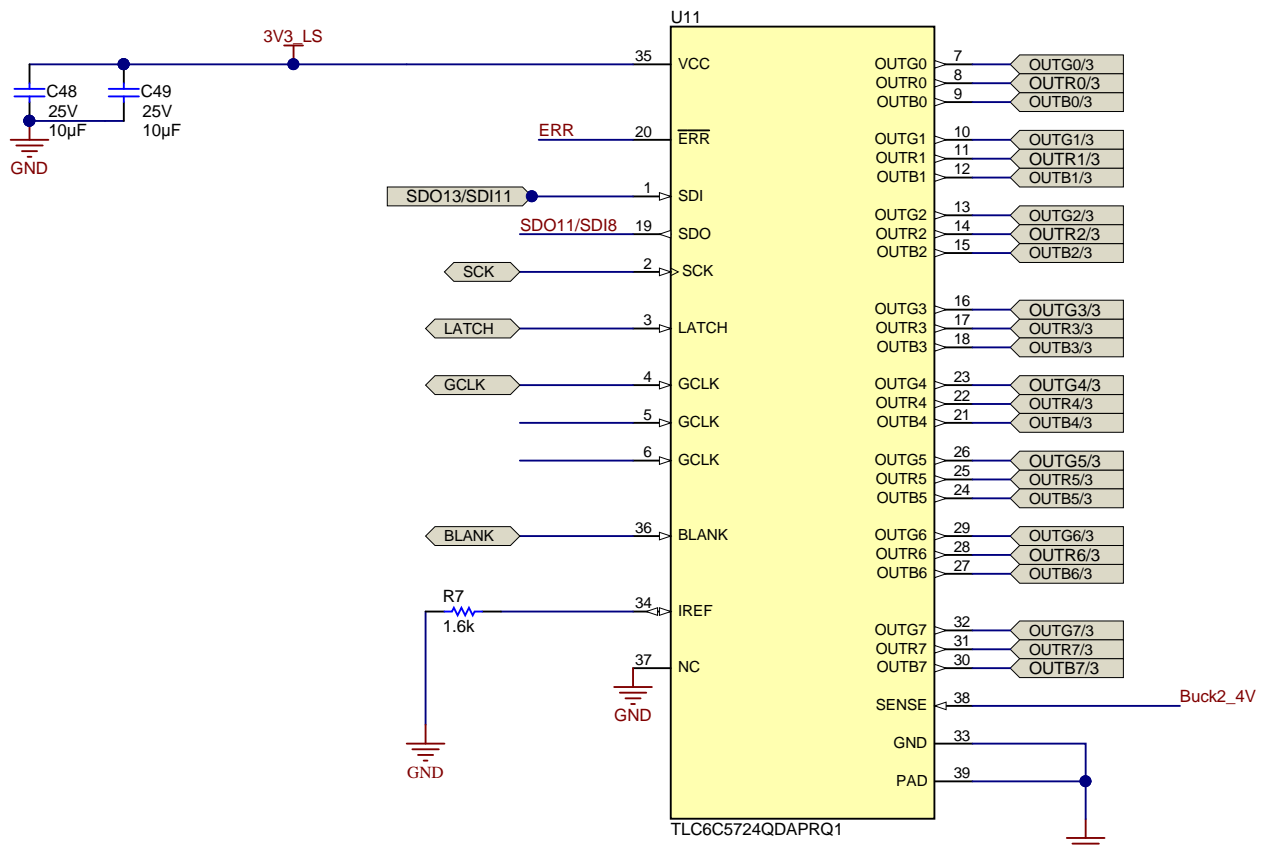 U11
3V3_LS
35 VCC
C48
25V
10µF
C49
25V
10µF
GND
ERR 20 ERR
SDO13/SDI11 1 SDI
SDO11/SDI8 19 SDO
SCK 2 SCK
LATCH 3 LATCH
GCLK 4 GCLK
5 GCLK
6 GCLK
BLANK 36 BLANK
R7
1.6k
34 IREF
GND
37 NC
GND
OUTG0 7 OUTG0/3
OUTR0 8 OUTR0/3
OUTB0 9 OUTB0/3
OUTG1 10 OUTG1/3
OUTR1 11 OUTR1/3
OUTB1 12 OUTB1/3
OUTG2 13 OUTG2/3
OUTR2 14 OUTR2/3
OUTB2 15 OUTB2/3
OUTG3 16 OUTG3/3
OUTR3 17 OUTR3/3
OUTB3 18 OUTB3/3
OUTG4 23 OUTG4/3
OUTR4 22 OUTR4/3
OUTB4 21 OUTB4/3
OUTG5 26 OUTG5/3
OUTR5 25 OUTR5/3
OUTB5 24 OUTB5/3
OUTG6 29 OUTG6/3
OUTR6 28 OUTR6/3
OUTB6 27 OUTB6/3
OUTG7 32 OUTG7/3
OUTR7 31 OUTR7/3
OUTB7 30 OUTB7/3
SENSE 38 Buck2_4V
GND 33
PAD 39
TLC6C5724QDAPRQ1